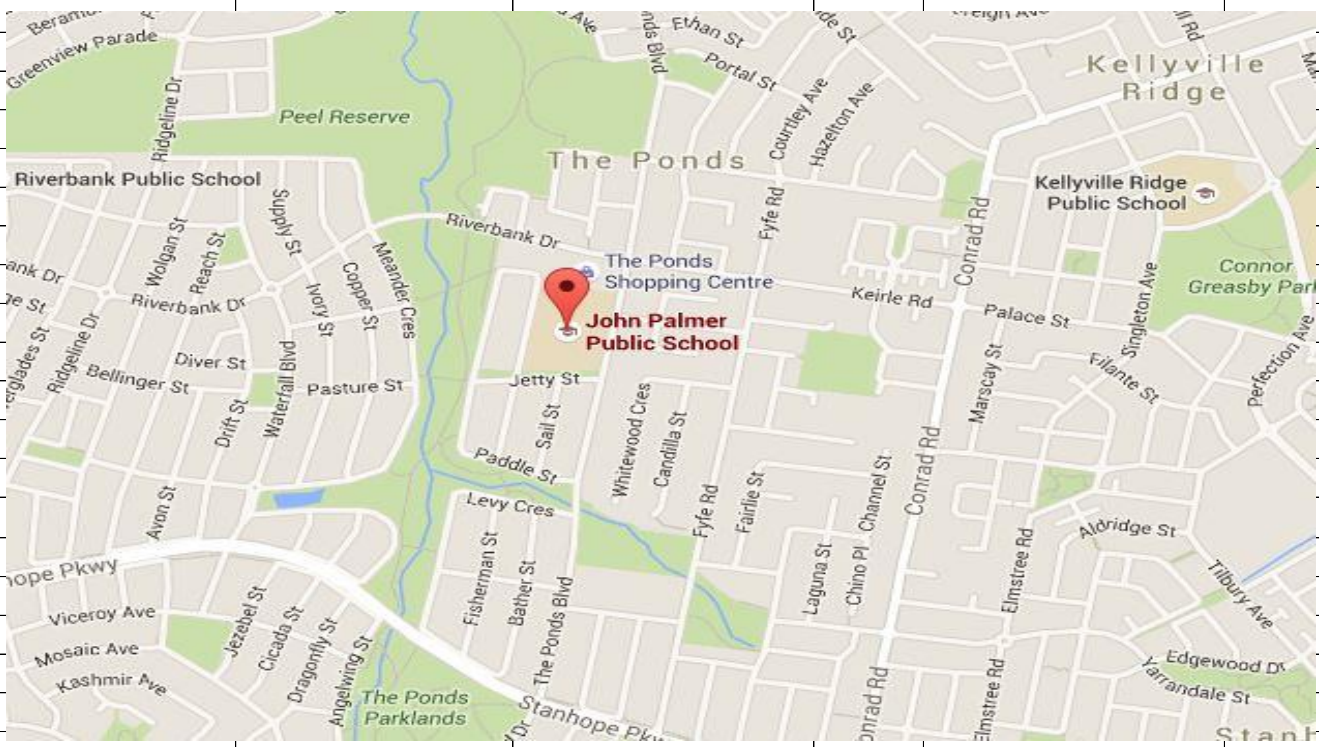 Greenview Parade
Ridgeline Dr
Peel Reserve
Ethan St
Portal St
Courtley Ave
Hazelton Ave
Kellyville
Ridge
The Ponds
Riverbank Public School
Kellyville Ridge
Public School
Supply St
Wolgan St
Reach St
Riverbank Dr
Meander Cres
Copper St
Ivory St
Riverbank Dr
Fyfe Rd
Conrad Rd
The Ponds
Shopping Centre
Keirle Rd
Palace St
Singleton Ave
Connor
Greasby Park
John Palmer
Public School
Ridgeline Dr
Diver St
Bellinger St
Waterfall Blvd
Pasture St
Drift St
Jetty St
Sail St
Whitewood Cres
Candilla St
Marscay St
Filante St
Perfection Ave
Paddle St
Levy Cres
Fyfe Rd
Fairlie St
Channel St
Conrad Rd
Avon St
Aldridge St
Fisherman St
Bather St
The Ponds Blvd
Laguna St
Chino Pl
Elmstree Rd
Tilbury Ave
hope Pkwy
Viceroy Ave
Mosaic Ave
Kashmir Ave
Jezebel St
Cicada St
Dragonfly St
Angelwing St
The Ponds
Parklands
Stanhope Pkw
onrad Rd
Elmstree Rd
Edgewood Dr
Yarrandale St